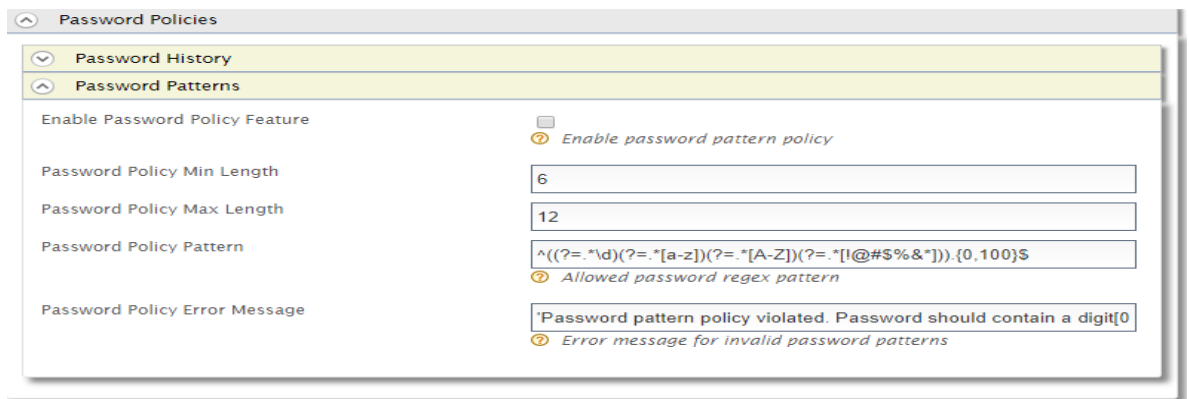 Password Policies
Password History
Password Patterns
Enable Password Policy Feature
Enable password pattern policy
Password Policy Min Length
6
Password Policy Max Length
12
Password Policy Pattern
^((?=.*\d)(?=.*[a-z])(?=.*[A-Z])(?=.*[!@#$%&*])).{0,100}$
Allowed password regex pattern
Password Policy Error Message
'Password pattern policy violated. Password should contain a digit[0
Error message for invalid password patterns